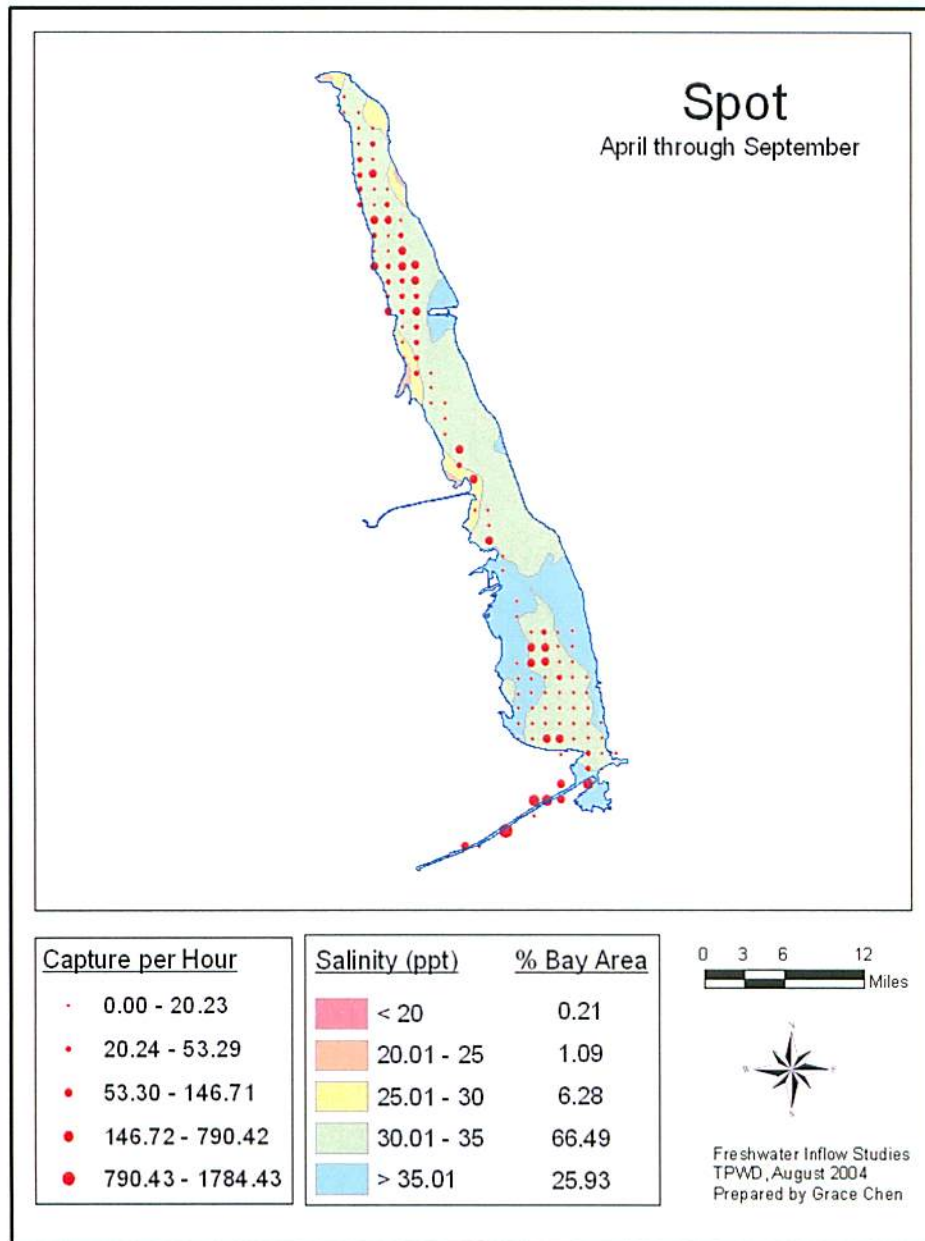 Spot
April through September
Capture per Hour
0.00 - 20.23
20.24 - 53.29
53.30 - 146.71
146.72 - 790.42
790.43 - 1784.43
Salinity (ppt) % Bay Area
< 20 0.21
20.01 - 25 1.09
25.01 - 30 6.28
30.01 - 35 66.49
> 35.01 25.93
0 3 6 12
Miles
N
W E
S
Freshwater Inflow Studies
TPWD, August 2004
Prepared by Grace Chen